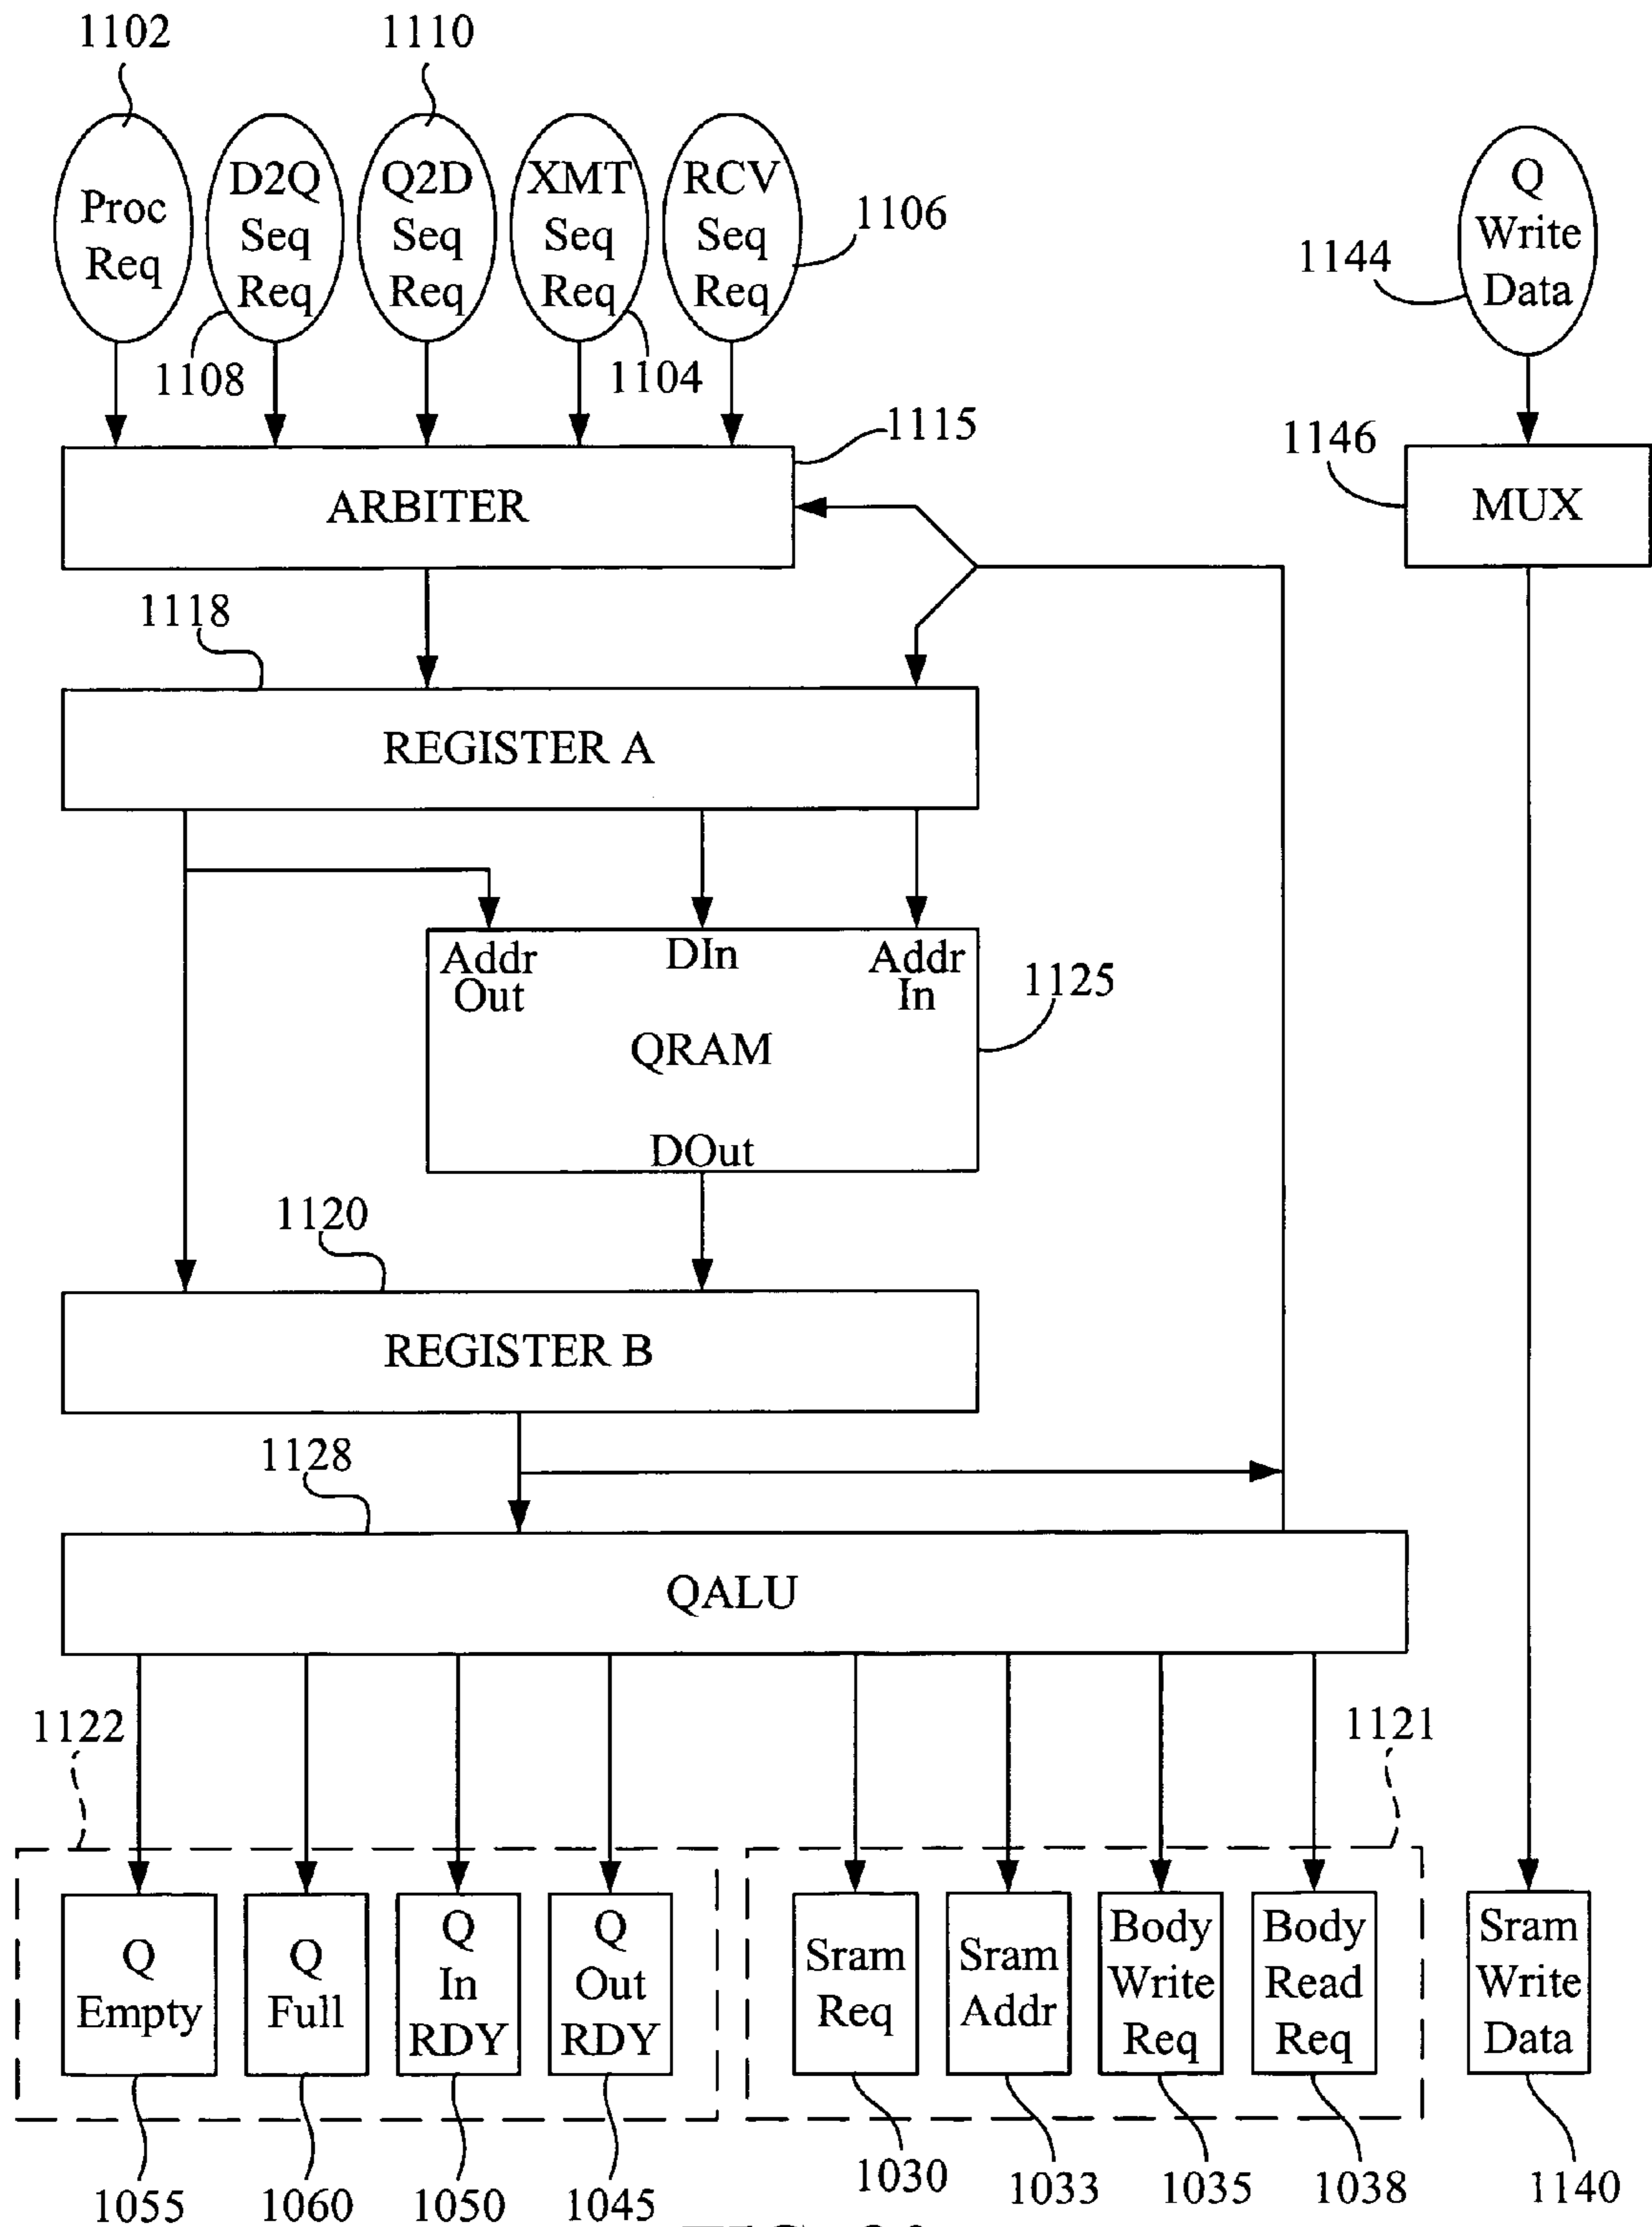 1102
1110
Proc
Req
D2Q
Seq
Req
Q2D
Seq
Req
XMT
Seq
Req
RCV
Seq
Req
1106
Q
Write
Data
1144
1108
1104
1115
1146
ARBITER
MUX
1118
REGISTER A
Addr
Out
DIn
Addr
In
1125
QRAM
DOut
1120
REGISTER B
1128
QALU
1122
1121
Q
Empty
Q
Full
Q
In
RDY
Q
Out
RDY
Sram
Req
Sram
Addr
Body
Write
Req
Body
Read
Req
Sram
Write
Data
1055
1060
1050
1045
1030
1033
1035
1038
1140